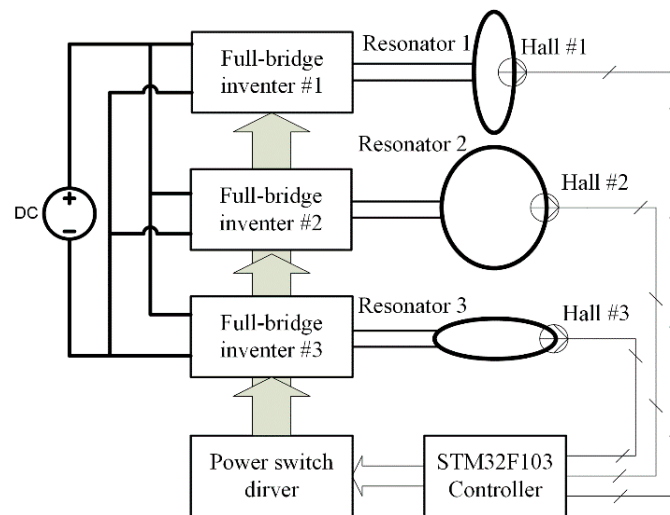 Full-bridge
inventer #1
Resonator 1
Hall #1
Resonator 2
Full-bridge
inventer #2
Hall #2
DC
Full-bridge
inventer #3
Resonator 3
Hall #3
Power switch
dirver
STM32F103
Controller